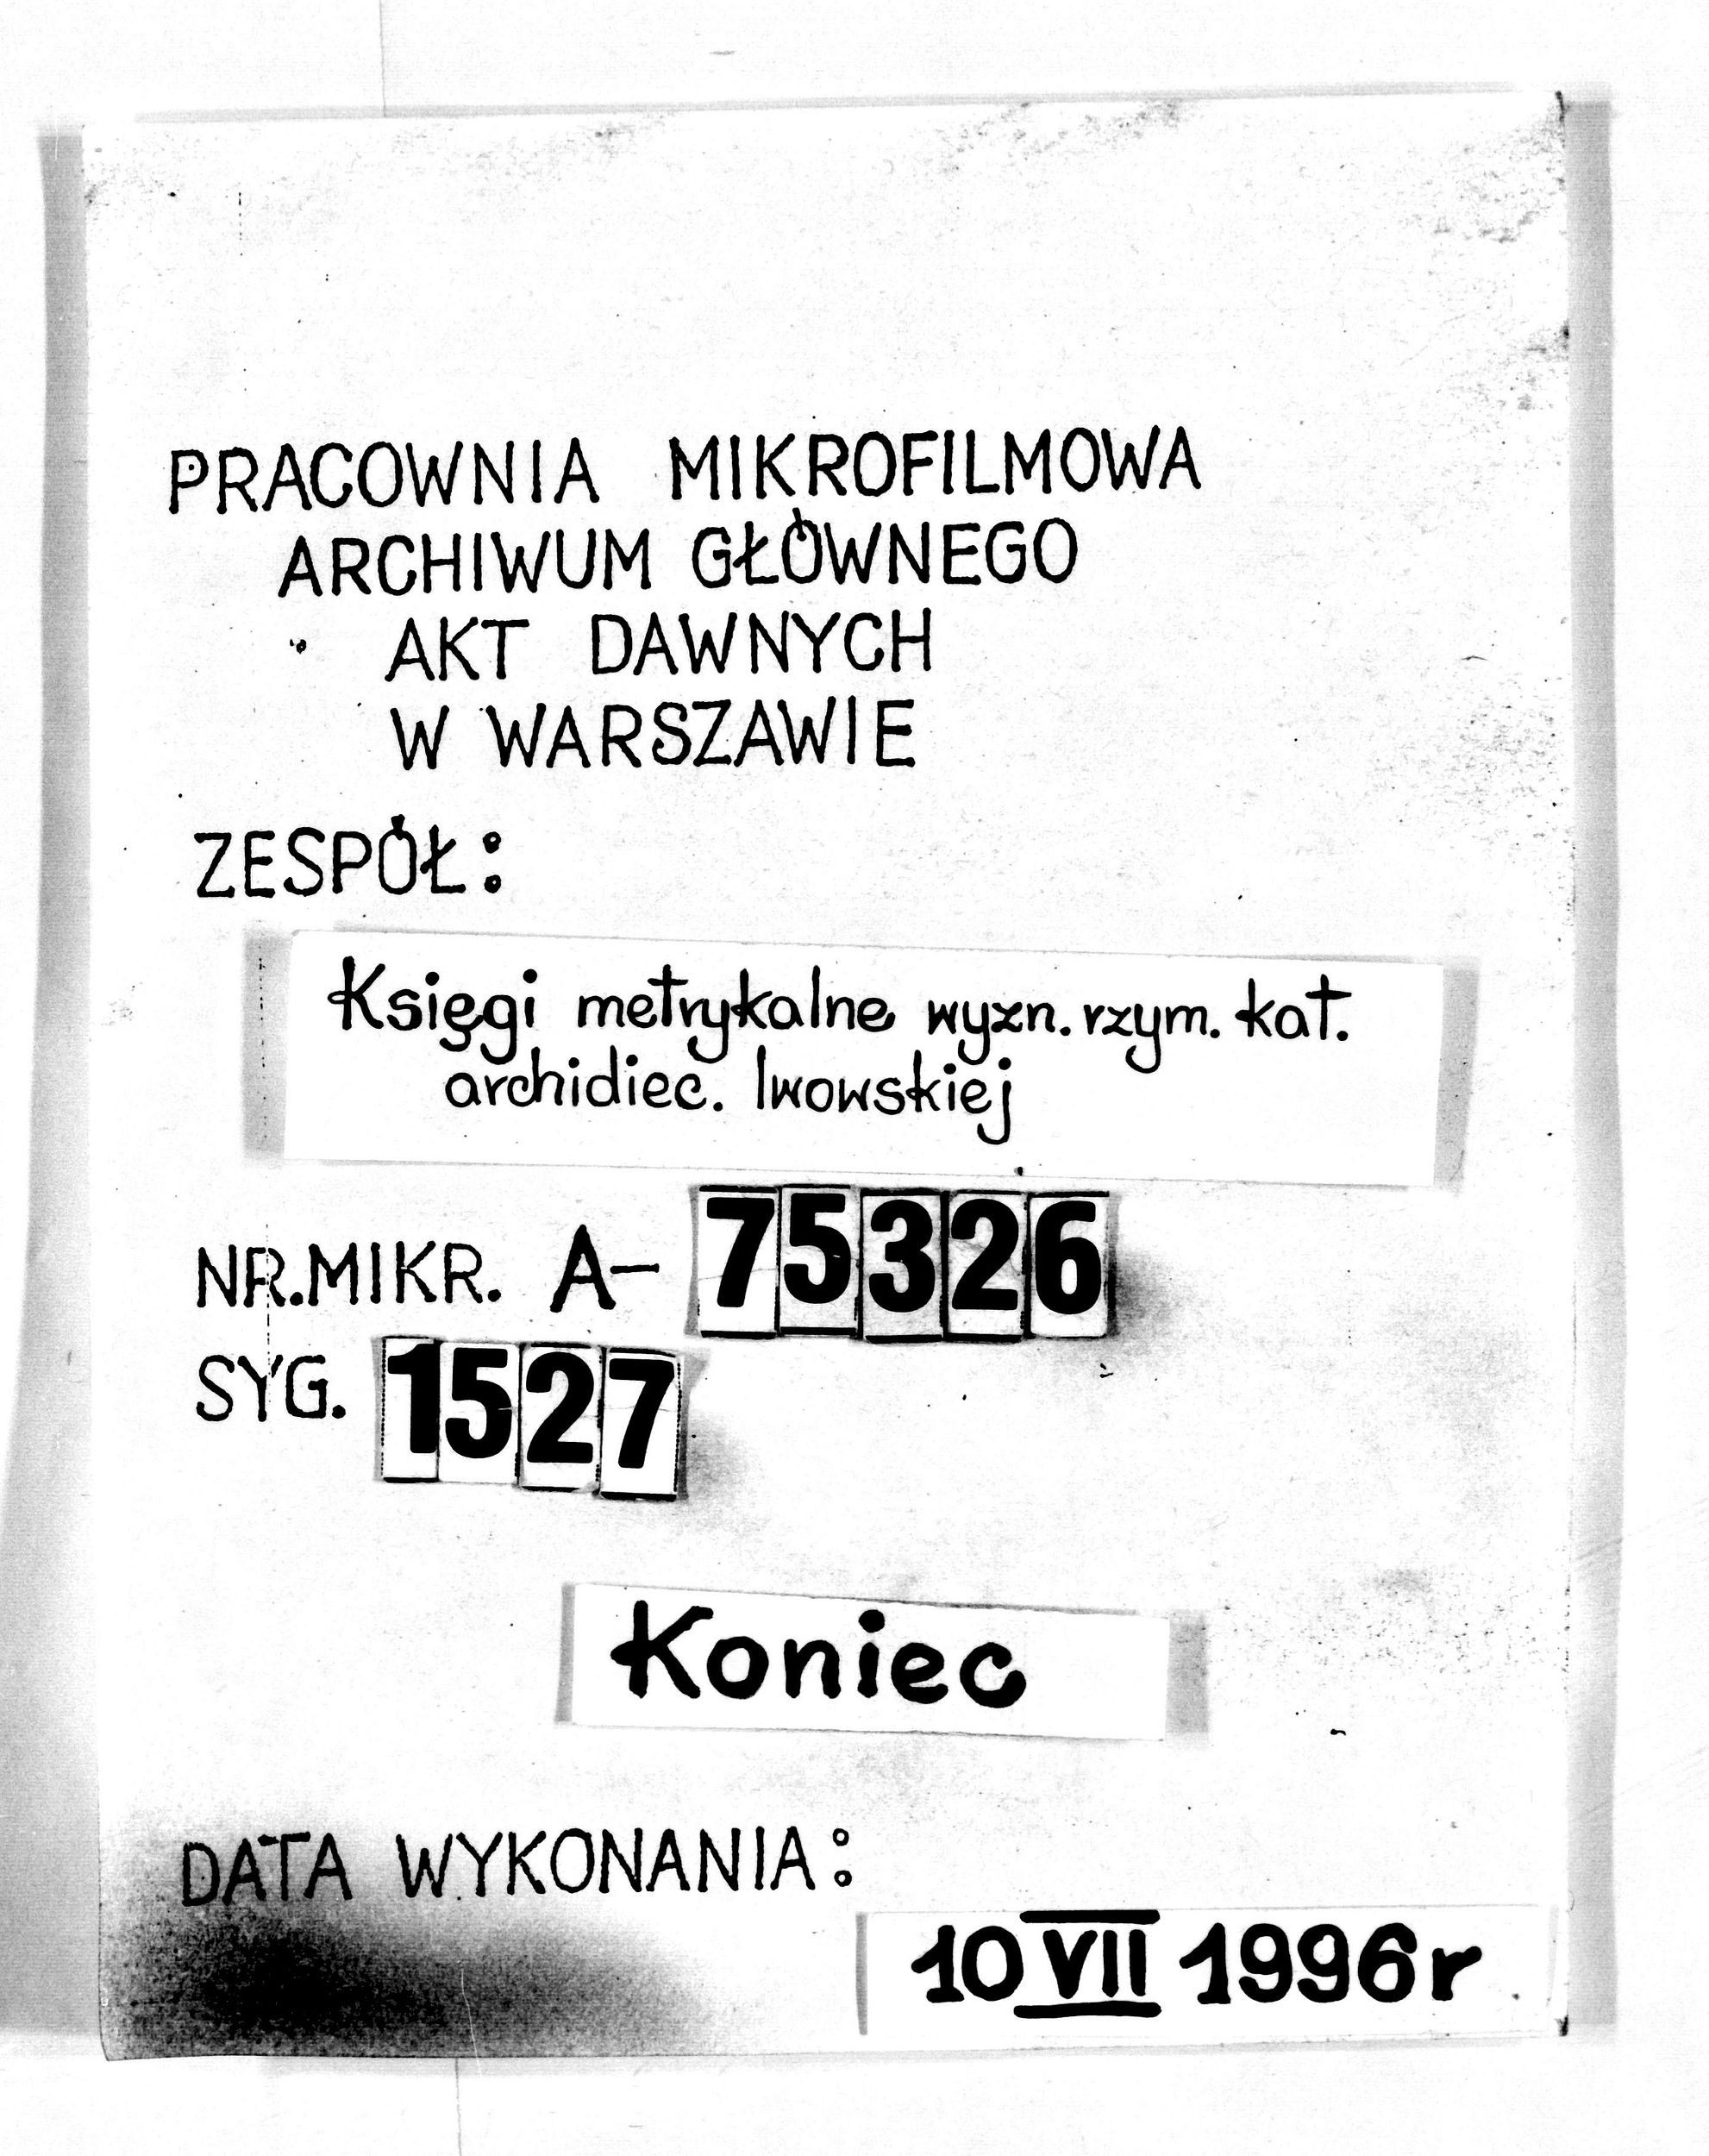 PRACOWNIA MIKROFILMOWA
ARCHIWUM GŁÓWNEGO
AKT DAWNYCH
W WARSZAWIE
ZESPÓŁ:
Księgi metrykalne wyzn. rzym. kat.
archidiec. lwowskiej
NR. MIKR. A- 75326
SYG. 1527
Koniec
DATA WYKONANIA:
10 VII 1996 r